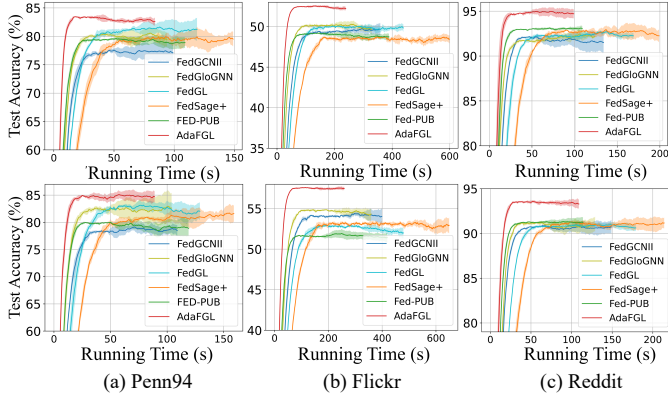 Test Accuracy (%)
85
80
75
70
65
60
0
50
100
150
FedGCNII
FedGloGNN
FedGL
FedSage+
FED-PUB
AdaFGL
Running Time (s)
50
45
40
35
0
200
400
600
FedGCNII
FedGloGNN
FedGL
FedSage+
Fed-PUB
AdaFGL
Running Time (s)
95
90
85
80
0
50
100
150
200
FedGCNII
FedGloGNN
FedGL
FedSage+
Fed-PUB
AdaFGL
Running Time (s)
Test Accuracy (%)
85
80
75
70
65
60
0
50
100
150
FedGCNII
FedGloGNN
FedGL
FedSage+
FED-PUB
AdaFGL
Running Time (s)
55
50
45
40
0
200
400
600
FedGCNII
FedGloGNN
FedGL
FedSage+
Fed-PUB
AdaFGL
Running Time (s)
95
90
85
80
0
50
100
150
200
FedGCNII
FedGloGNN
FedGL
FedSage+
Fed-PUB
AdaFGL
Running Time (s)
(a) Penn94
(b) Flickr
(c) Reddit